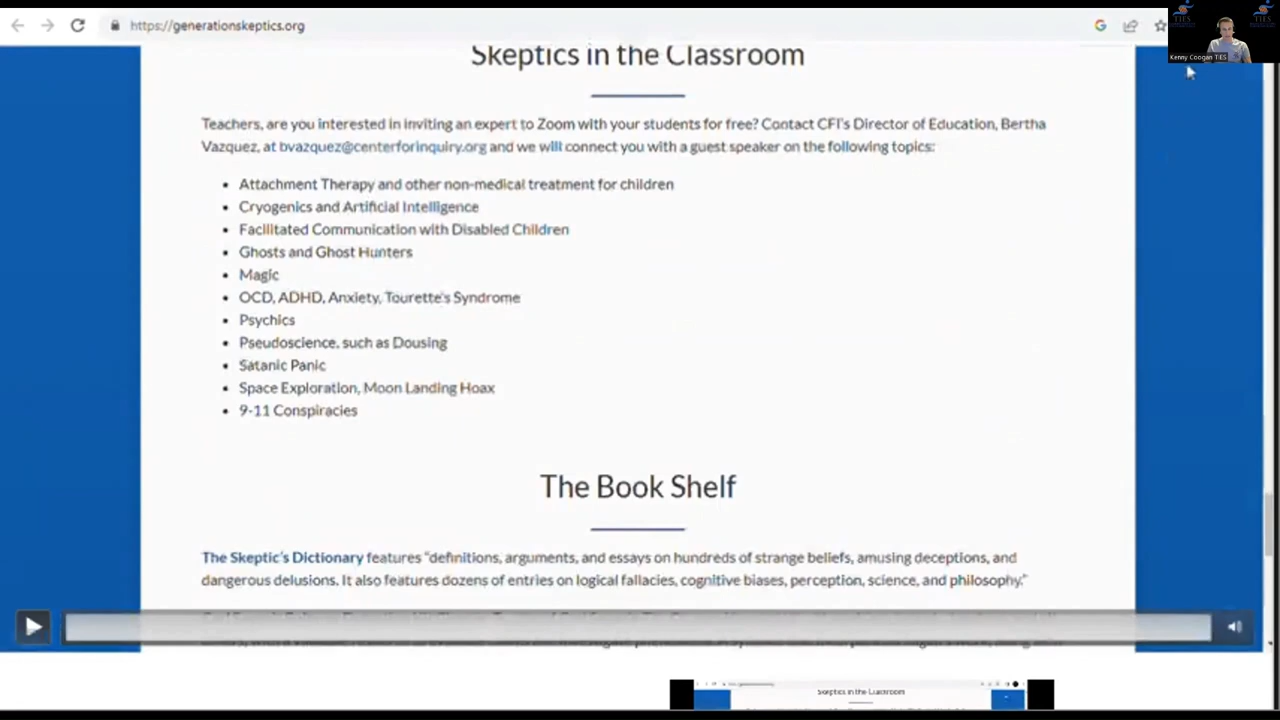 https://generationskeptics.org
TIES
TIES
Kenny Coogan TIES
Skeptics in the Classroom
Teachers, are you interested in inviting an expert to Zoom with your students for free? Contact CFI's Director of Education, Bertha
Vazquez, at bvazquez@centerforinquiry.org and we will connect you with a guest speaker on the following topics:
• Attachment Therapy and other non-medical treatment for children
• Cryogenics and Artificial Intelligence
• Facilitated Communication with Disabled Children
• Ghosts and Ghost Hunters
• Magic
• OCD, ADHD, Anxiety, Tourette's Syndrome
• Psychics
• Pseudoscience, such as Dousing
• Satanic Panic
• Space Exploration, Moon Landing Hoax
• 9-11 Conspiracies
The Book Shelf
The Skeptic's Dictionary features "definitions, arguments, and essays on hundreds of strange beliefs, amusing deceptions, and
dangerous delusions. It also features dozens of entries on logical fallacies, cognitive biases, perception, science, and philosophy."
Skeptics in the Classroom